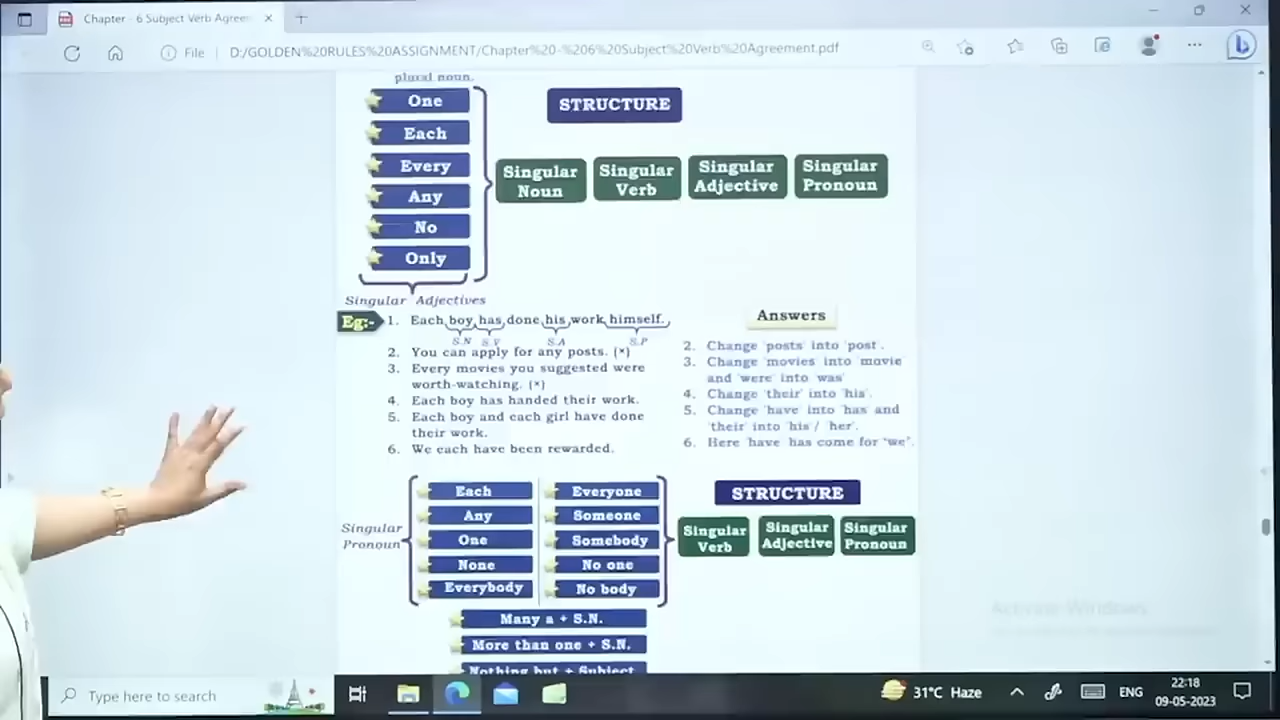 Chapter - 6 Subject Verb Agreem
File
D:/GOLDEN%20RULES%20ASSIGNMENT/Chapter%20-%206%20Subject%20Verb%20Agreement.pdf
plural noun.
One
Each
Every
Any
No
Only
STRUCTURE
Singular Noun
Singular Verb
Singular Adjective
Singular Pronoun
Singular Adjectives
Eg:-
1. Each boy has done his work himself.
S.N S.V S.A S.P
2. You can apply for any posts. (×)
3. Every movies you suggested were
worth-watching. (×)
4. Each boy has handed their work.
5. Each boy and each girl have done
their work.
6. We each have been rewarded.
Answers
2. Change 'posts' into 'post'.
3. Change 'movies' into 'movie'
and 'were' into 'was'
4. Change 'their' into 'his'.
5. Change 'have' into 'has' and
'their' into 'his / her'.
6. Here 'have' has come for "we".
Singular
Pronoun
Each
Any
One
None
Everybody
Everyone
Someone
Somebody
No one
No body
STRUCTURE
Singular Verb
Singular Adjective
Singular Pronoun
Many a + S.N.
More than one + S.N.
Nothing but + Subject
Activate Windows
Type here to search
31°C Haze
ENG
22:18
09-05-2023